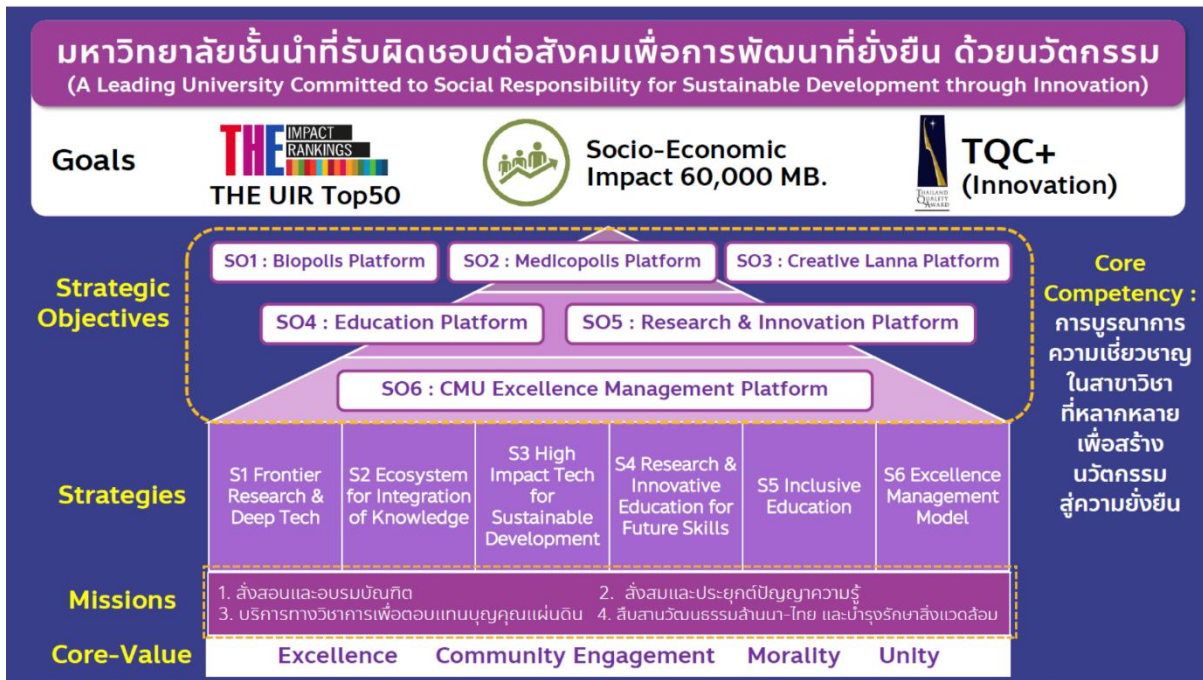 มหาวิทยาลัยชั้นนำที่รับผิดชอบต่อสังคมเพื่อการพัฒนาที่ยั่งยืน ด้วยนวัตกรรม
(A Leading University Committed to Social Responsibility for Sustainable Development through Innovation)
Goals
THE IMPACT
RANKINGS
THE UIR Top50
Socio-Economic
Impact 60,000 MB.
THAILAND
QUALITY
AWARD
TQC+
(Innovation)
Strategic
Objectives
SO1 : Biopolis Platform
SO2 : Medicopolis Platform
SO3 : Creative Lanna Platform
SO4 : Education Platform
SO5 : Research & Innovation Platform
SO6 : CMU Excellence Management Platform
Core
Competency :
การบูรณาการ
ความเชี่ยวชาญ
ในสาขาวิชา
ที่หลากหลาย
เพื่อสร้าง
นวัตกรรม
สู่ความยั่งยืน
Strategies
S1 Frontier
Research &
Deep Tech
S2 Ecosystem
for Integration
of Knowledge
S3 High
Impact Tech
for
Sustainable
Development
S4 Research &
Innovative
Education for
Future Skills
S5 Inclusive
Education
S6 Excellence
Management
Model
Missions
1. สั่งสอนและอบรมบัณฑิต
2. สั่งสมและประยุกต์ปัญญาความรู้
3. บริการทางวิชาการเพื่อตอบแทนบุญคุณแผ่นดิน
4. สืบสานวัฒนธรรมล้านนา-ไทย และบำรุงรักษาสิ่งแวดล้อม
Core-Value
Excellence Community Engagement Morality Unity